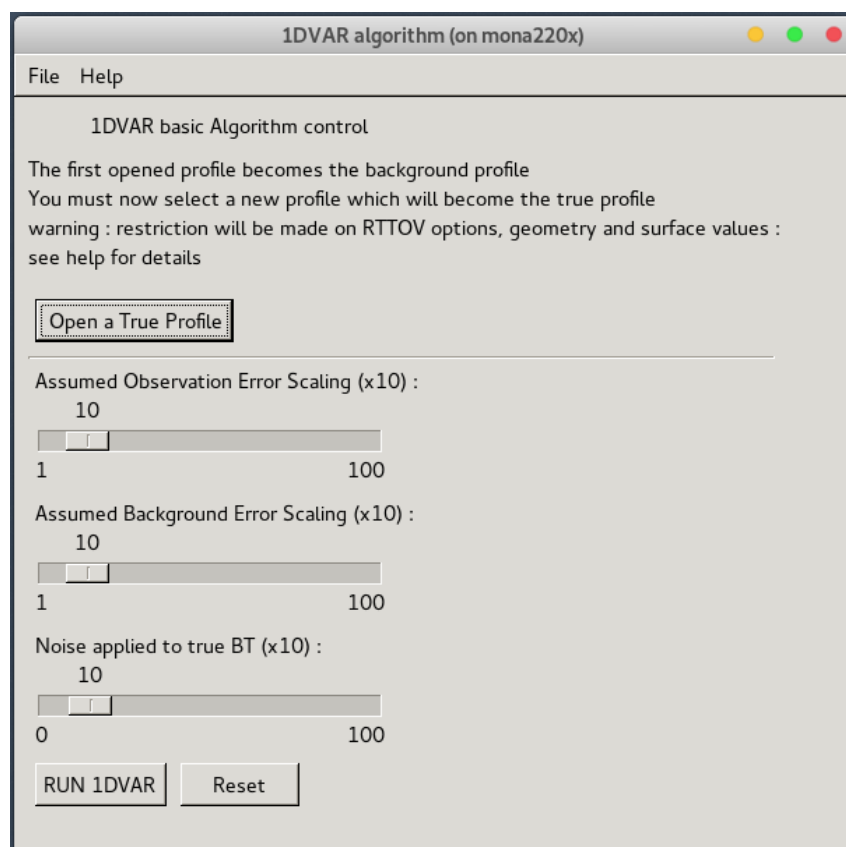 1DVAR algorithm (on mona220x)
File Help
1DVAR basic Algorithm control
The first opened profile becomes the background profile
You must now select a new profile which will become the true profile
warning : restriction will be made on RTTOV options, geometry and surface values :
see help for details
Open a True Profile
Assumed Observation Error Scaling (x10) :
10
1 100
Assumed Background Error Scaling (x10) :
10
1 100
Noise applied to true BT (x10) :
10
0 100
RUN 1DVAR Reset